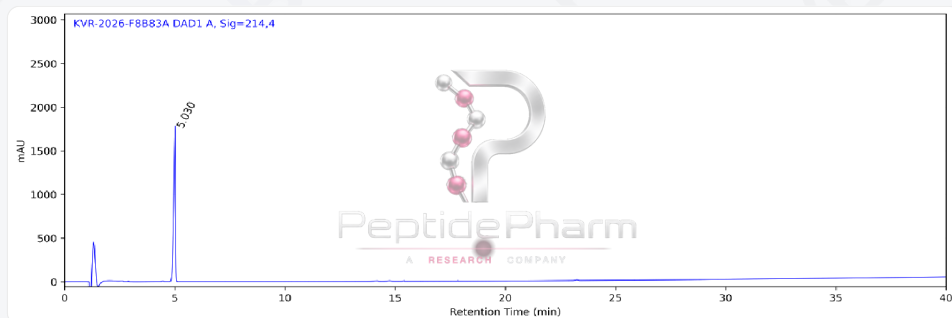 KVR-2026-F8B83A DAD1 A, Sig=214,4
3000
2500
2000
1500
1000
500
0
mAU
5.030
PeptidePharm
A RESEARCH COMPANY
0 5 10 15 20 25 30 35 40
Retention Time (min)